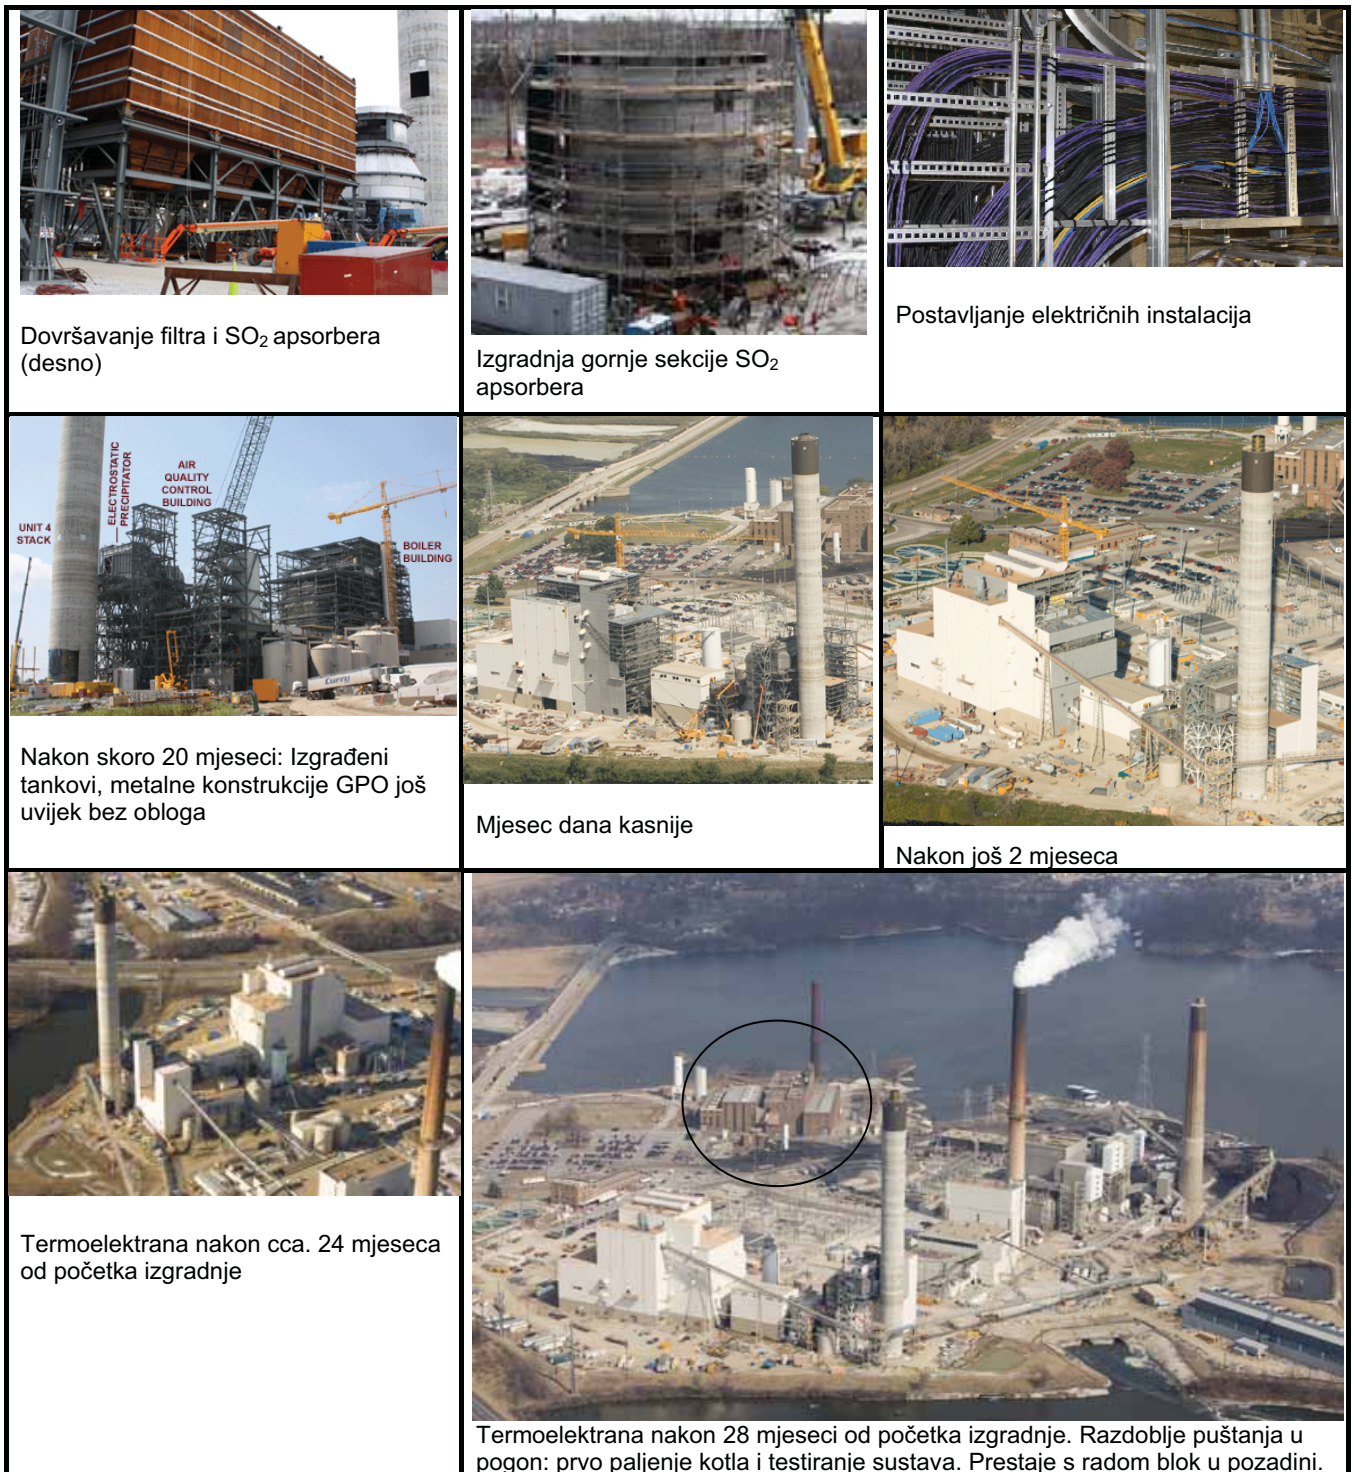 Dovršavanje filtra i SO₂ apsorbera
(desno)
Izgradnja gornje sekcije SO₂
apsorbera
Postavljanje električnih instalacija
UNIT 4
STACK
ELECTROSTATIC
PRECIPITATOR
AIR
QUALITY
CONTROL
BUILDING
BOILER
BUILDING
Curry
Nakon skoro 20 mjeseci: Izgrađeni
tankovi, metalne konstrukcije GPO još
uvijek bez obloga
Mjesec dana kasnije
Nakon još 2 mjeseca
Termoelektrana nakon cca. 24 mjeseca
od početka izgradnje
Termoelektrana nakon 28 mjeseci od početka izgradnje. Razdoblje puštanja u
pogon: prvo paljenje kotla i testiranje sustava. Prestaje s radom blok u pozadini.